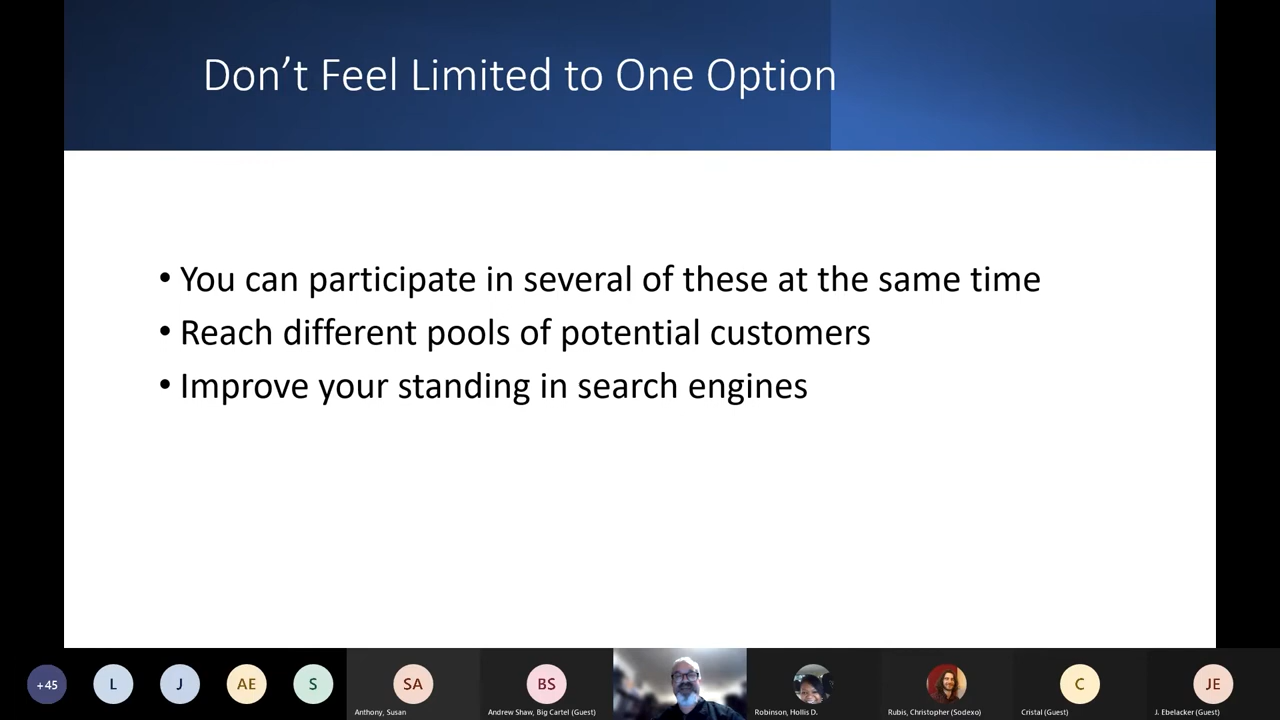 Don’t Feel Limited to One Option
• You can participate in several of these at the same time
• Reach different pools of potential customers
• Improve your standing in search engines
+45
L
J
AE
S
SA
BS
C
JE
Anthony, Susan
Andrew Shaw, Big Cartel (Guest)
Robinson, Hollis D.
Rubis, Christopher (Sodexo)
Cristal (Guest)
J. Ebelacker (Guest)